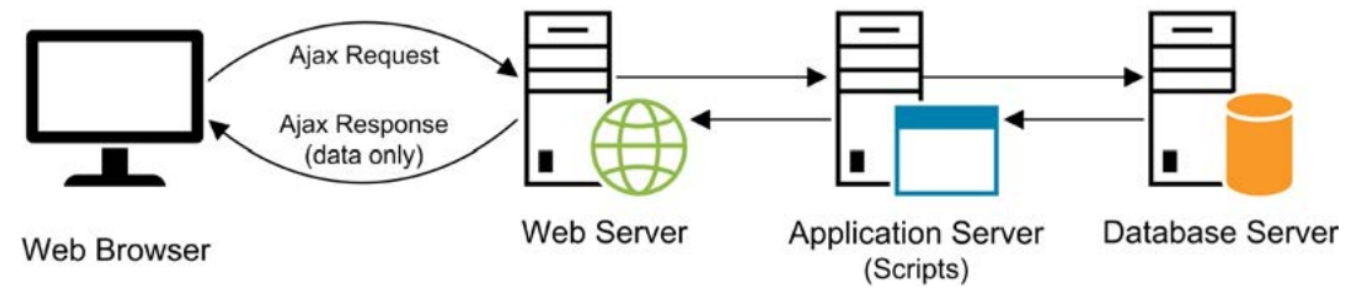 Ajax Request
Ajax Response
(data only)
Web Browser
Web Server
Application Server
(Scripts)
Database Server